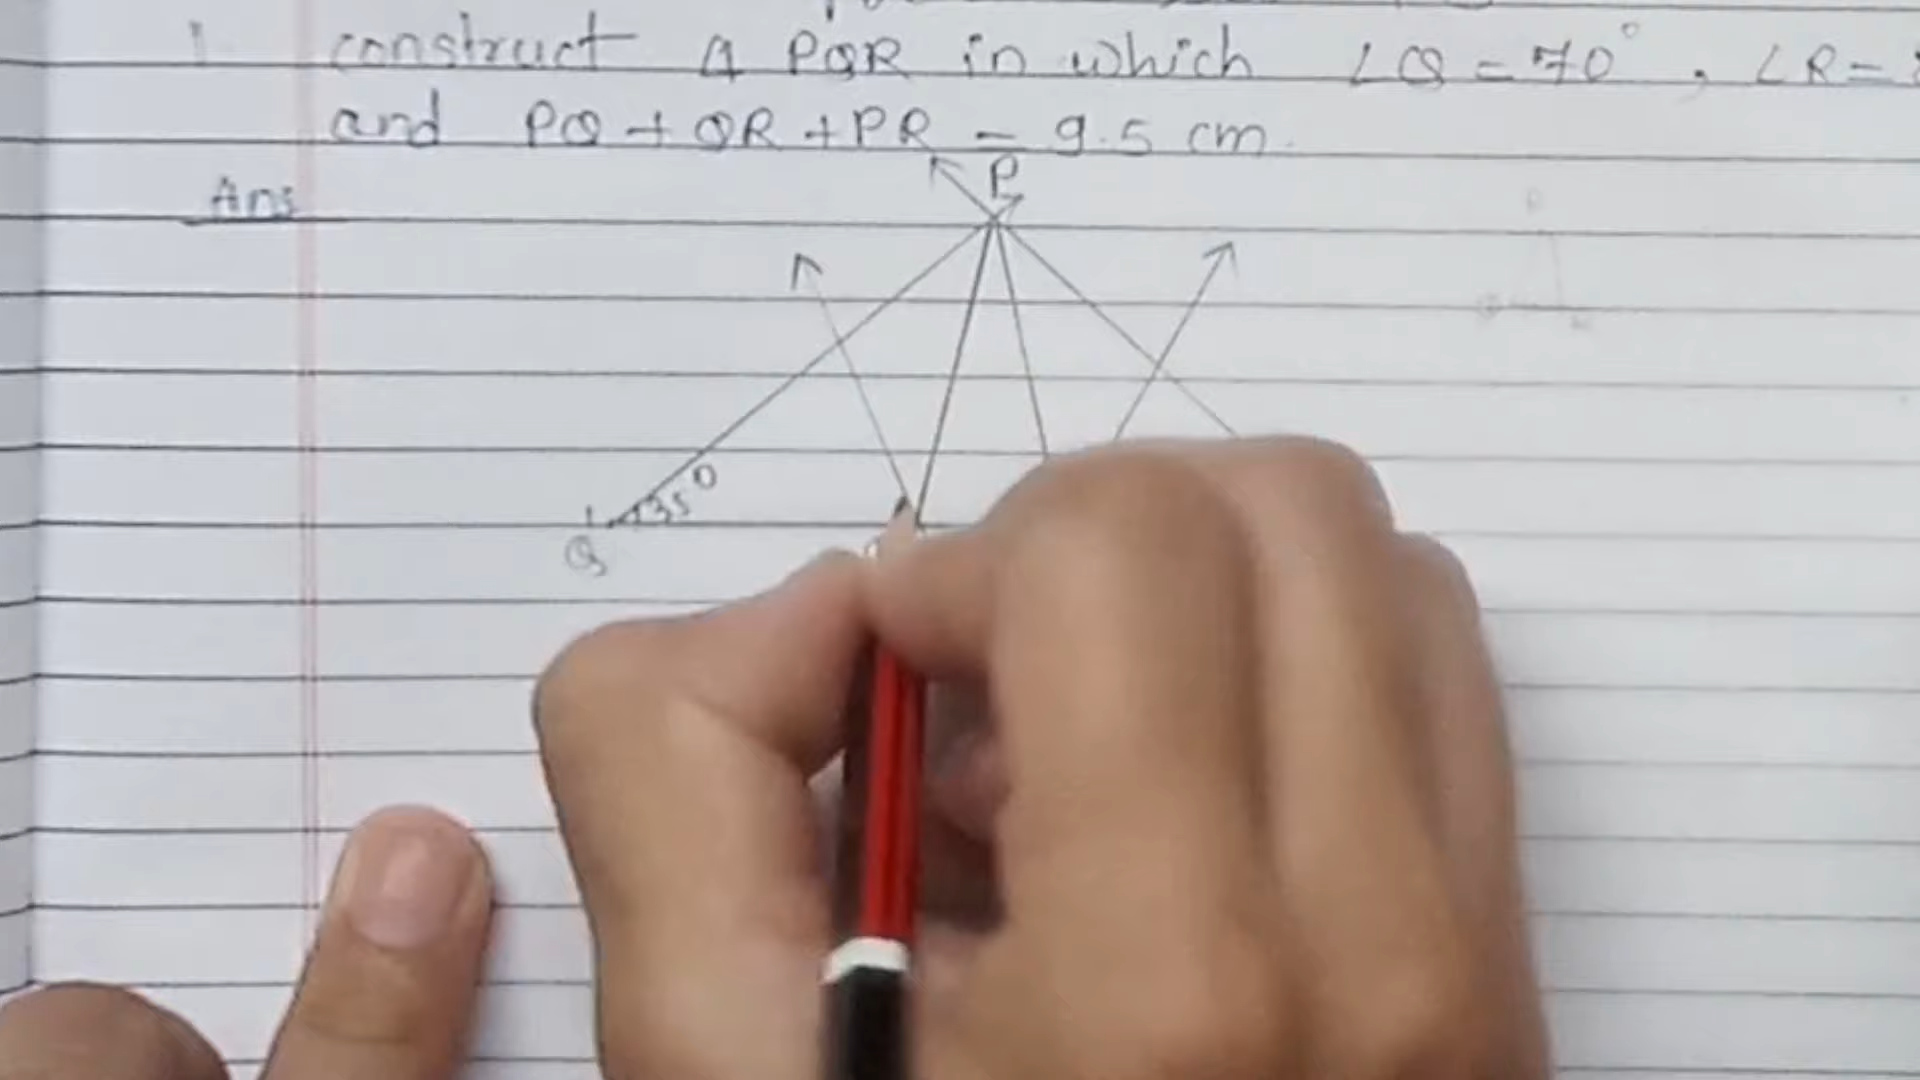 1. construct Δ PQR in which ∠Q = 70°, ∠R =
and PQ + QR + PR = 9.5 cm.
Ans
P
35°
Q